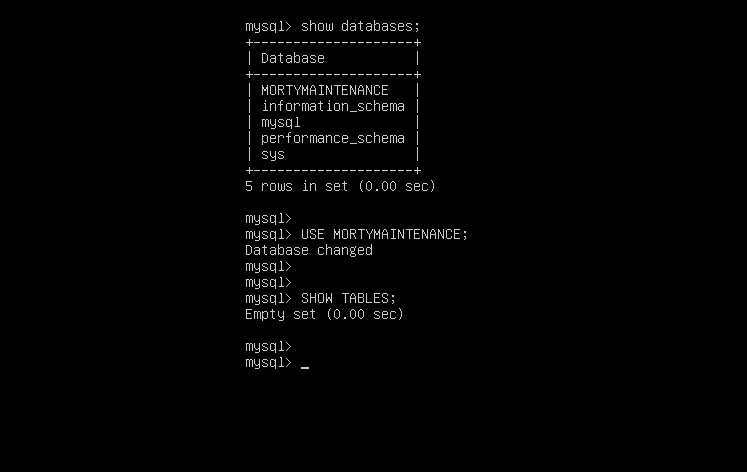 mysql> show databases;
+--------------------+
| Database           |
+--------------------+
| MORTYMAINTENANCE   |
| information_schema |
| mysql              |
| performance_schema |
| sys                |
+--------------------+
5 rows in set (0.00 sec)
mysql>
mysql> USE MORTYMAINTENANCE;
Database changed
mysql>
mysql>
mysql> SHOW TABLES;
Empty set (0.00 sec)
mysql>
mysql> _